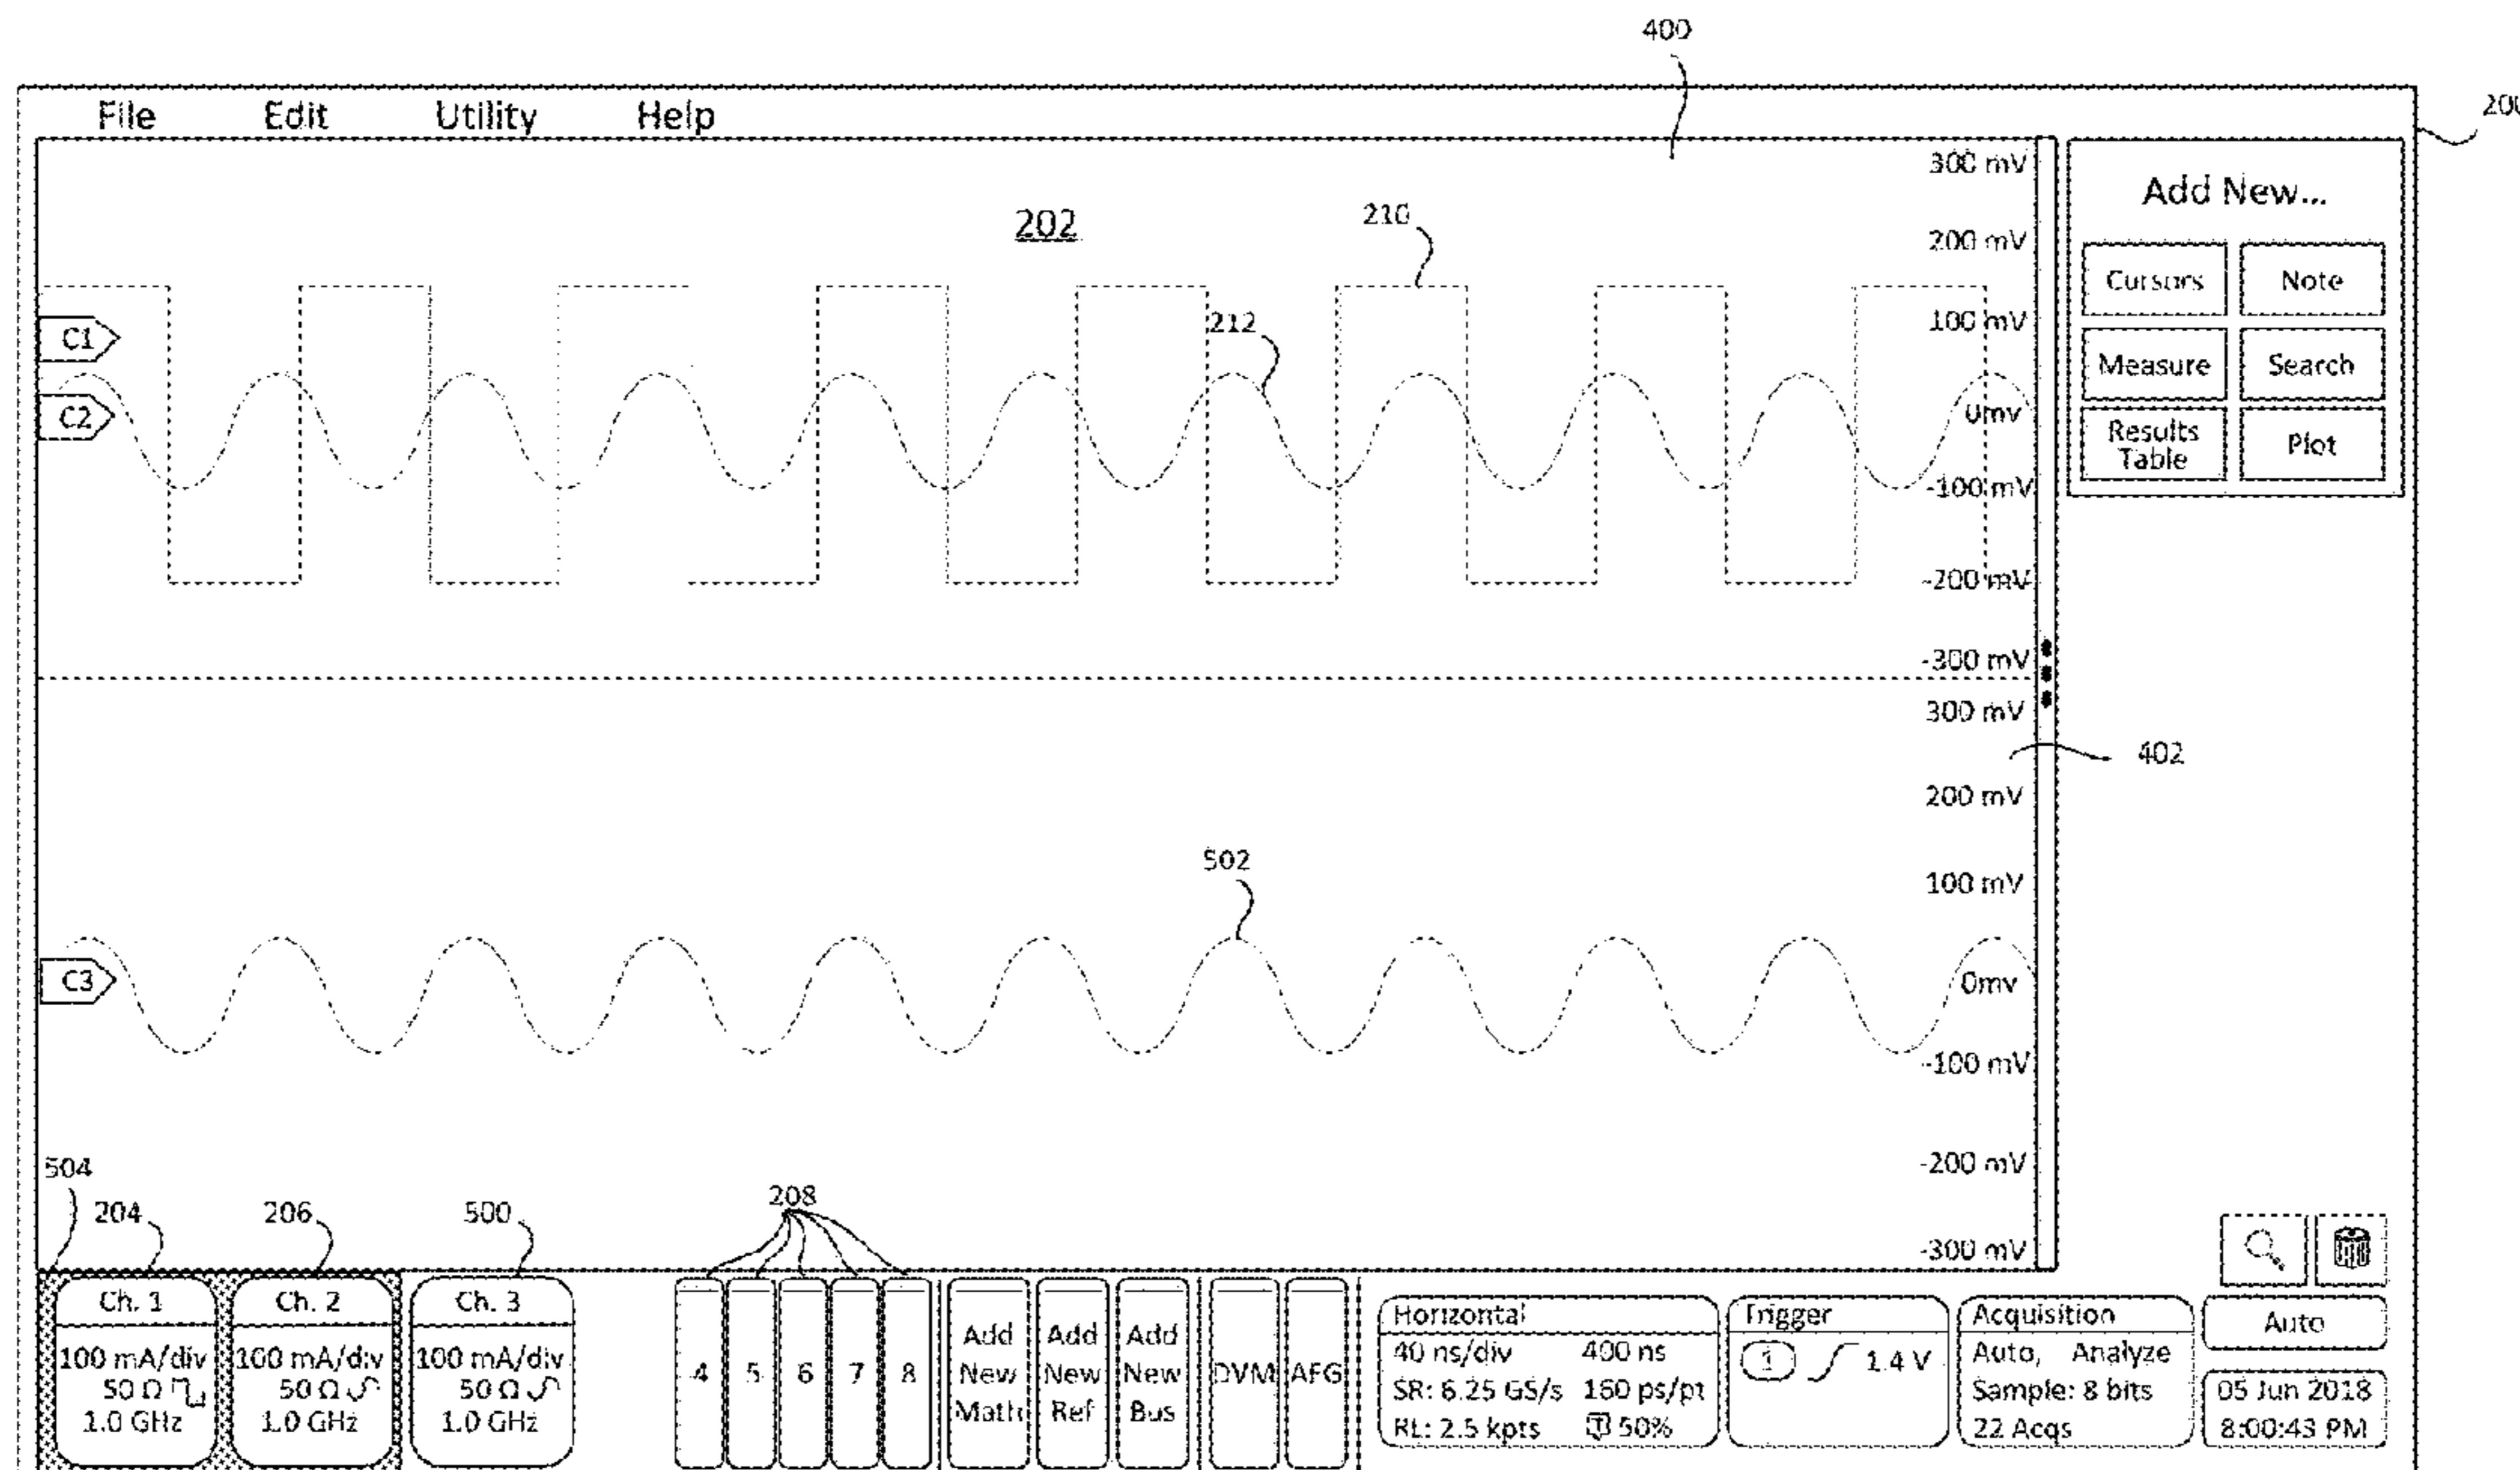 400
200
File Edit Utility Help
300 mV
Add New...
202
210
200 mV
Cursors
Note
C1
212
100 mV
Measure
Search
C2
0mv
Results
Table
Plot
-100 mV
-200 mV
-300 mV
300 mV
402
200 mV
502
100 mV
C3
0mv
-100 mV
504
-200 mV
204
206
500
208
-300 mV
Ch. 1
100 mA/div
50 Ω
1.0 GHz
Ch. 2
100 mA/div
50 Ω
1.0 GHz
Ch. 3
100 mA/div
50 Ω
1.0 GHz
4
5
6
7
8
Add
New
Math
Add
New
Ref
Add
New
Bus
DVM
AFG
Horizontal
40 ns/div 400 ns
SR: 6.25 GS/s 160 ps/pt
RL: 2.5 kpts T 50%
Trigger
1 1.4 V
Acquisition
Auto, Analyze
Sample: 8 bits
22 Acqs
Auto
05 Jun 2018
8:00:43 PM